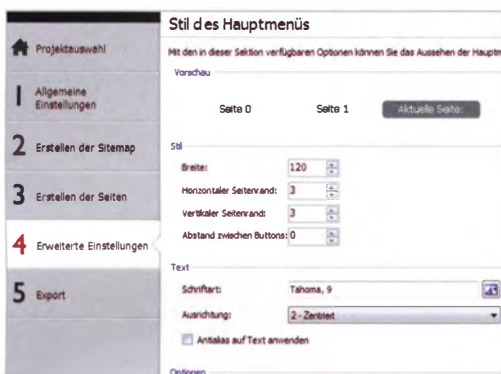 Stil des Hauptmenüs
Projektauswahl
Mit den in dieser Sektion verfügbaren Optionen können Sie das Aussehen der Hauptm
Vorschau
1 Allgemeine
Einstellungen
Seite 0 Seite 1 Aktuelle Seite:
2 Erstellen der Sitemap
Stil
Breite: 120
3 Erstellen der Seiten
Horizontaler Seitenrand: 3
Vertikaler Seitenrand: 3
4 Erweiterte Einstellungen
Abstand zwischen Buttons: 0
Text
5 Export
Schriftart: Tahoma, 9
Ausrichtung: 2 - Zentriert
Antialias auf Text anwenden
Optionen